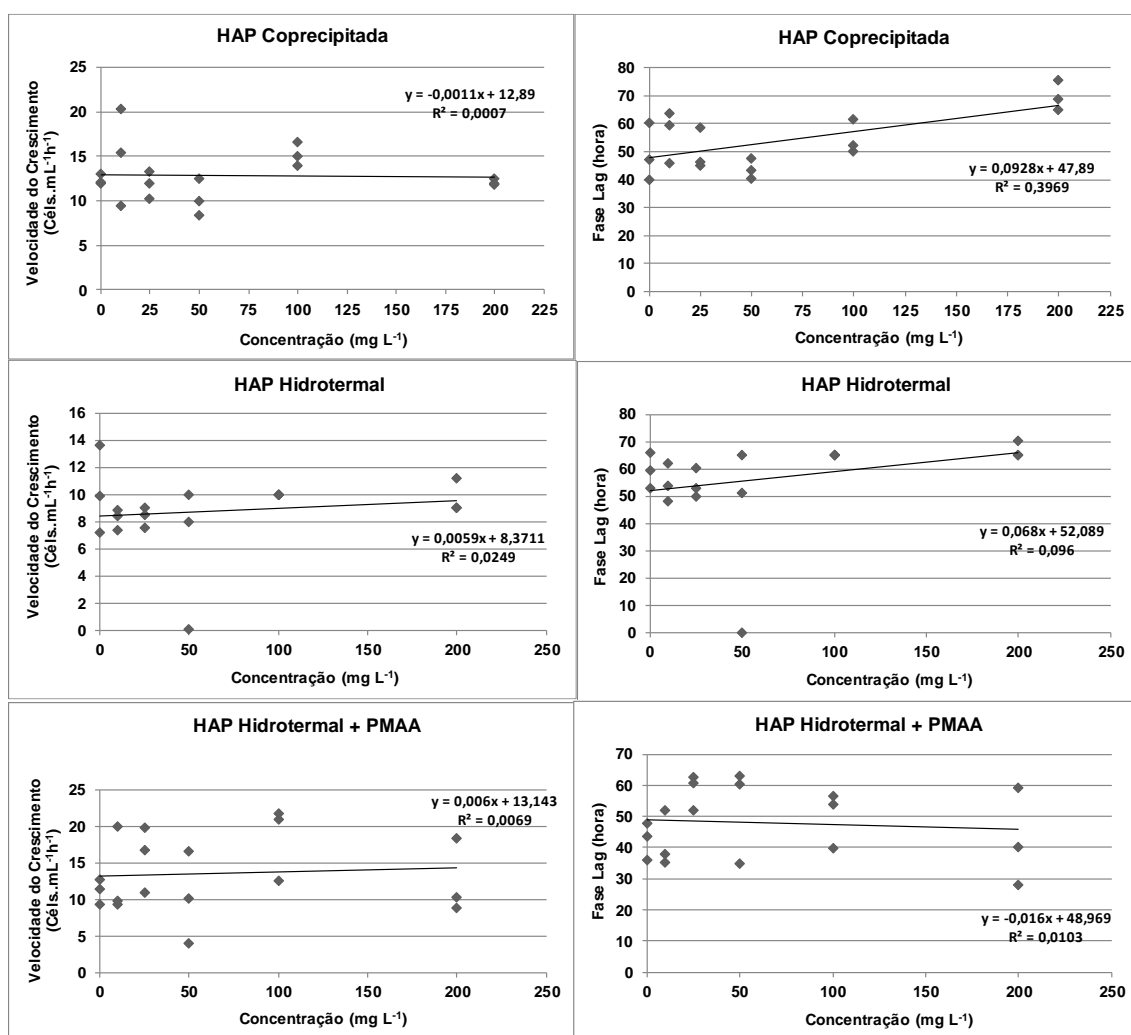 HAP Coprecipitada
Velocidade do Crescimento
(Céls.mL⁻¹h⁻¹)
25
20
15
10
5
0
y = -0,0011x + 12,89
R² = 0,0007
0 25 50 75 100 125 150 175 200 225
Concentração (mg L⁻¹)
HAP Coprecipitada
Fase Lag (hora)
80
70
60
50
40
30
20
10
0
y = 0,0928x + 47,89
R² = 0,3969
0 25 50 75 100 125 150 175 200 225
Concentração (mg L⁻¹)
HAP Hidrotermal
Velocidade do Crescimento
(Céls..mL⁻¹h⁻¹)
16
14
12
10
8
6
4
2
0
y = 0,0059x + 8,3711
R² = 0,0249
0 50 100 150 200 250
Concentração (mg L⁻¹)
HAP Hidrotermal
Fase Lag (hora)
80
70
60
50
40
30
20
10
0
y = 0,068x + 52,089
R² = 0,096
0 50 100 150 200 250
Concentração (mg L⁻¹)
HAP Hidrotermal + PMAA
Velocidade do Crescimento
(Céls..mL⁻¹h⁻¹)
25
20
15
10
5
0
y = 0,006x + 13,143
R² = 0,0069
0 50 100 150 200 250
Concentração (mg L⁻¹)
HAP Hidrotermal + PMAA
Fase Lag (hora)
70
60
50
40
30
20
10
0
y = -0,016x + 48,969
R² = 0,0103
0 50 100 150 200 250
Concentração (mg L⁻¹)